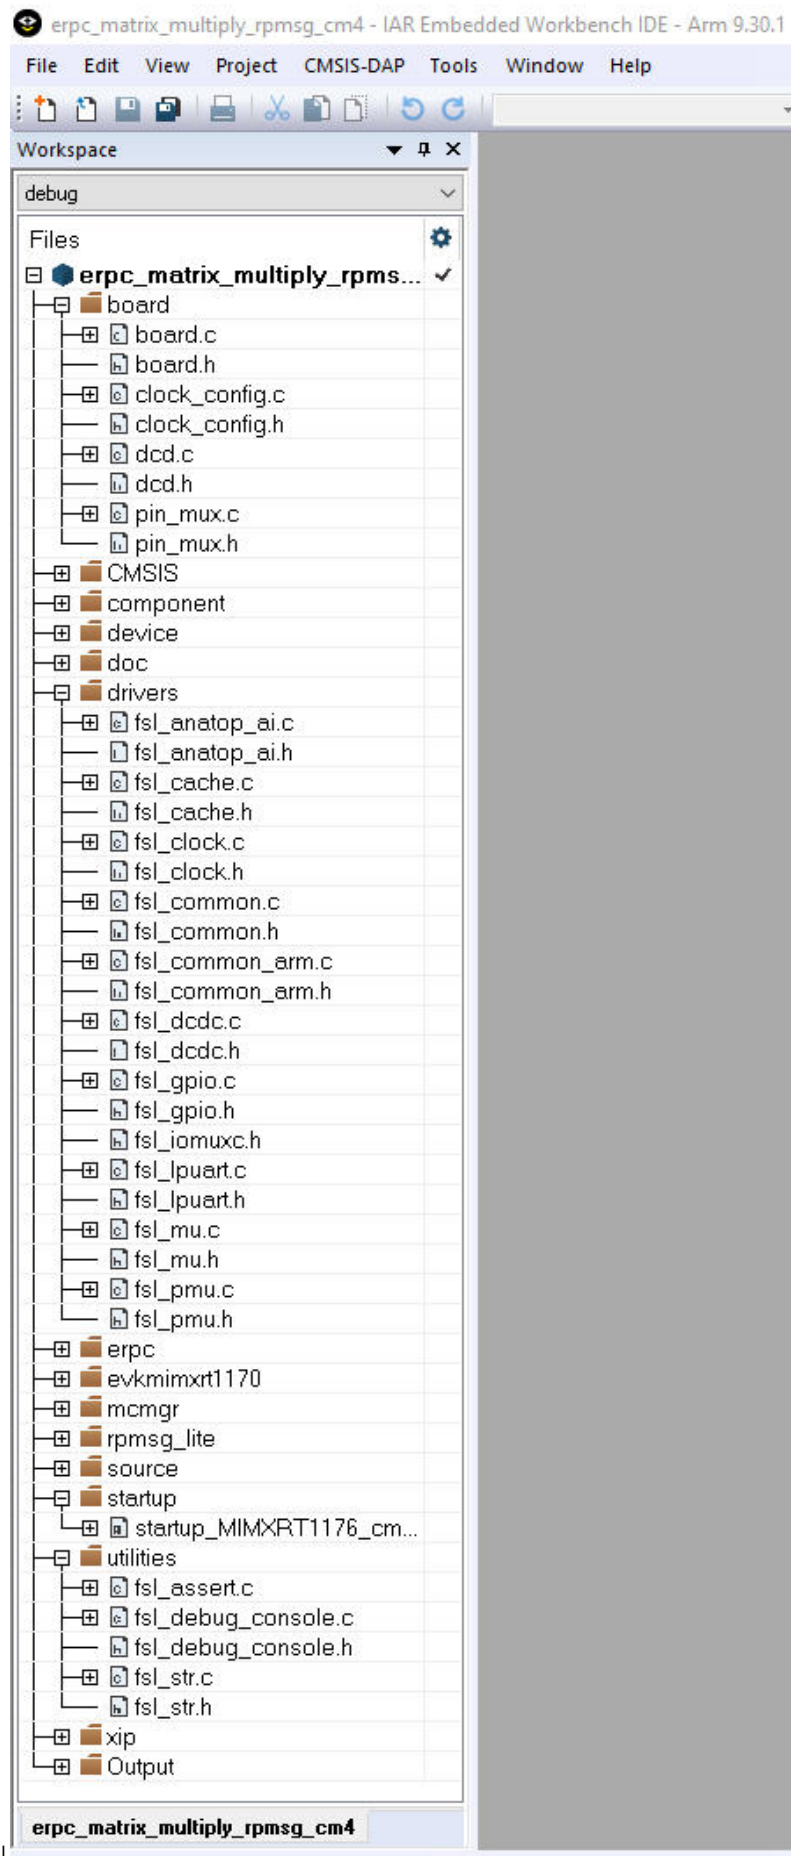 erpc_matrix_multiply_rpmsg_cm4 - IAR Embedded Workbench IDE - Arm 9.30.1
File Edit View Project CMSIS-DAP Tools Window Help
Workspace
debug
Files
erpc_matrix_multiply_rpms...
board
board.c
board.h
clock_config.c
clock_config.h
dcd.c
dcd.h
pin_mux.c
pin_mux.h
CMSIS
component
device
doc
drivers
fsl_anatop_ai.c
fsl_anatop_ai.h
fsl_cache.c
fsl_cache.h
fsl_clock.c
fsl_clock.h
fsl_common.c
fsl_common.h
fsl_common_arm.c
fsl_common_arm.h
fsl_dcdc.c
fsl_dcdc.h
fsl_gpio.c
fsl_gpio.h
fsl_iomuxc.h
fsl_lpuart.c
fsl_lpuart.h
fsl_mu.c
fsl_mu.h
fsl_pmu.c
fsl_pmu.h
erpc
evkmimxrt1170
mcmgr
rpmsg_lite
source
startup
startup_MIMXRT1176_cm...
utilities
fsl_assert.c
fsl_debug_console.c
fsl_debug_console.h
fsl_str.c
fsl_str.h
xip
Output
erpc_matrix_multiply_rpmsg_cm4